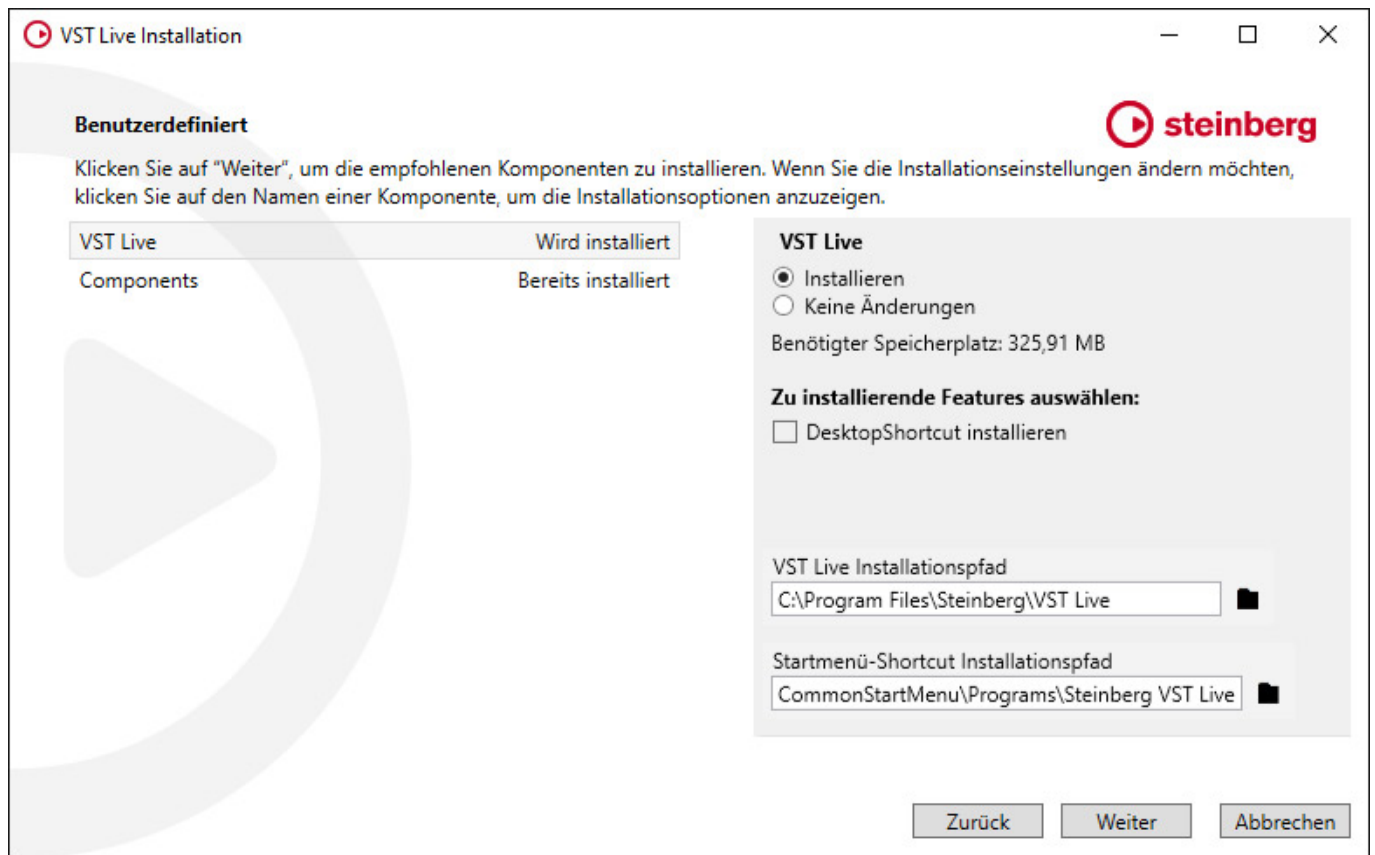 VST Live Installation
steinberg
Benutzerdefiniert
Klicken Sie auf “Weiter“, um die empfohlenen Komponenten zu installieren. Wenn Sie die Installationseinstellungen ändern möchten,
klicken Sie auf den Namen einer Komponente, um die Installationsoptionen anzuzeigen.
VST Live Wird installiert
Components Bereits installiert
VST Live
Installieren
Keine Änderungen
Benötigter Speicherplatz: 325,91 MB
Zu installierende Features auswählen:
DesktopShortcut installieren
VST Live Installationspfad
C:\Program Files\Steinberg\VST Live
Startmenü-Shortcut Installationspfad
CommonStartMenu\Programs\Steinberg VST Live
Zurück Weiter Abbrechen